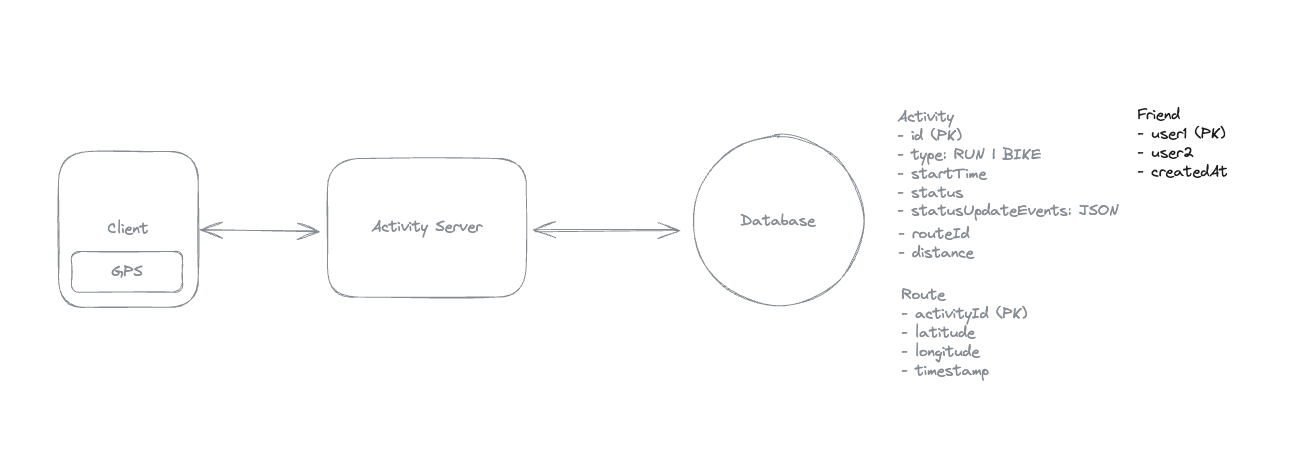 Client
GPS
Activity Server
Database
Activity
- id (PK)
- type: RUN | BIKE
- startTime
- status
- statusUpdateEvents: JSON
- routeId
- distance
Route
- activityId (PK)
- latitude
- longitude
- timestamp
Friend
- user1 (PK)
- user2
- createdAt